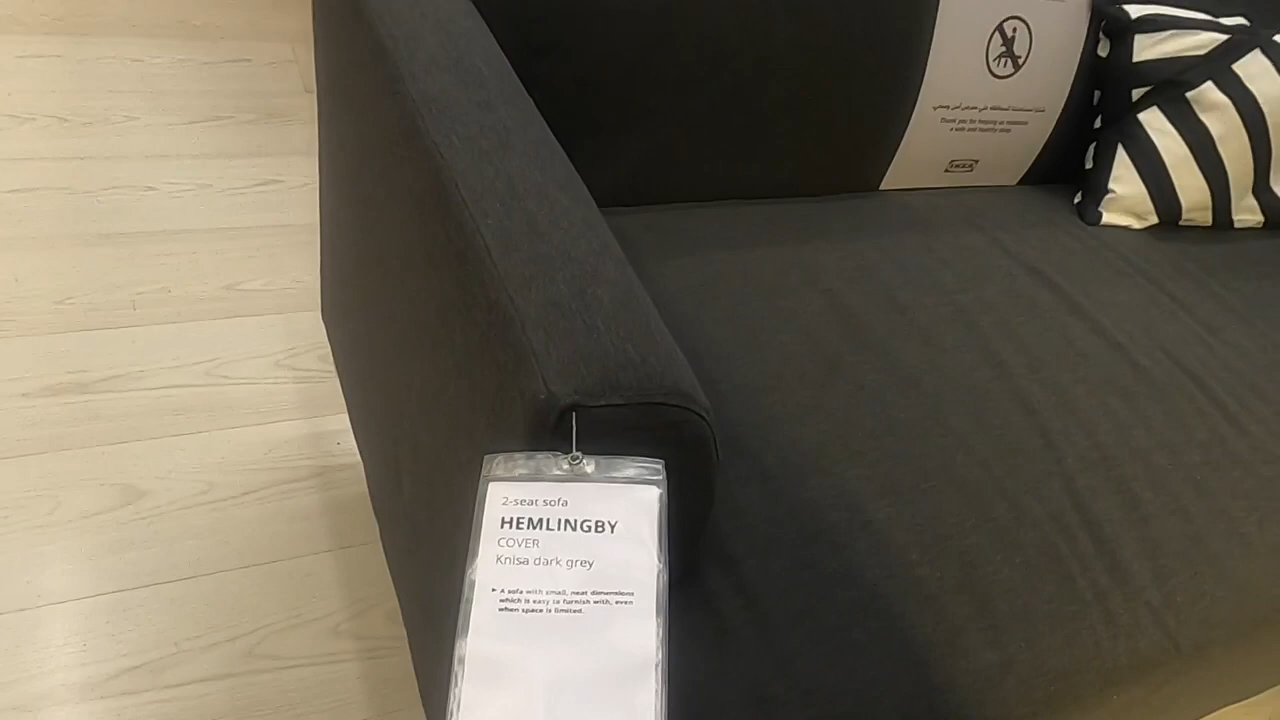 Thank you for helping us maintain
a safe and healthy shop
IKEA
2-seat sofa
HEMLINGBY
COVER
Knisa dark grey
► A sofa with small, neat dimensions
which is easy to furnish with, even
when space is limited.